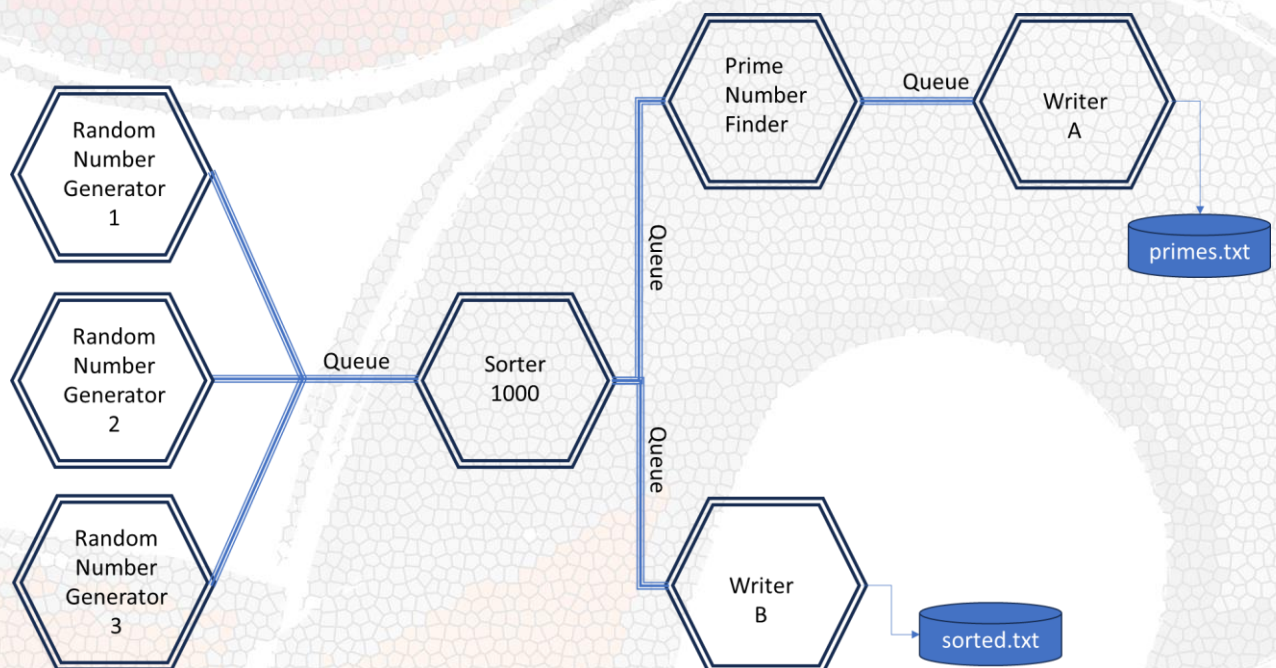 Random
Number
Generator
1
Random
Number
Generator
2
Random
Number
Generator
3
Queue
Sorter
1000
Queue
Queue
Prime
Number
Finder
Queue
Writer
A
primes.txt
Writer
B
sorted.txt